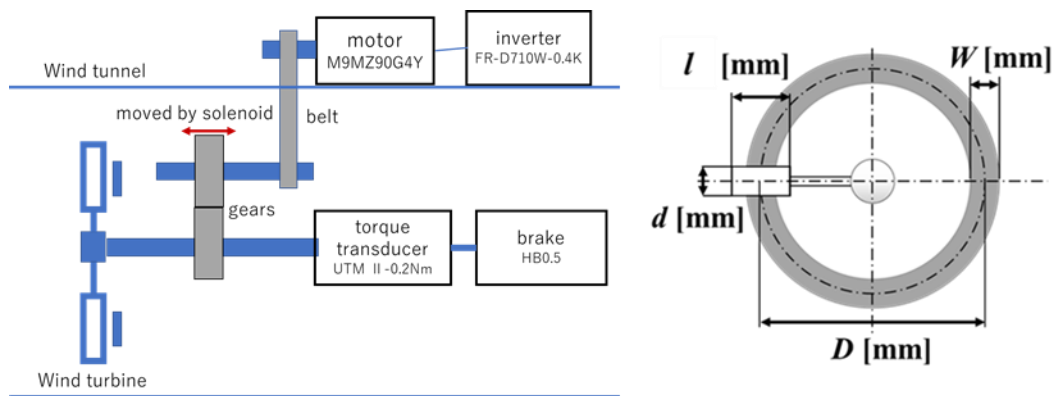 motor
M9MZ90G4Y
inverter
FR-D710W-0.4K
Wind tunnel
moved by solenoid
belt
gears
torque
transducer
UTM Ⅱ-0.2Nm
brake
HB0.5
Wind turbine
l [mm]
W [mm]
d [mm]
D [mm]